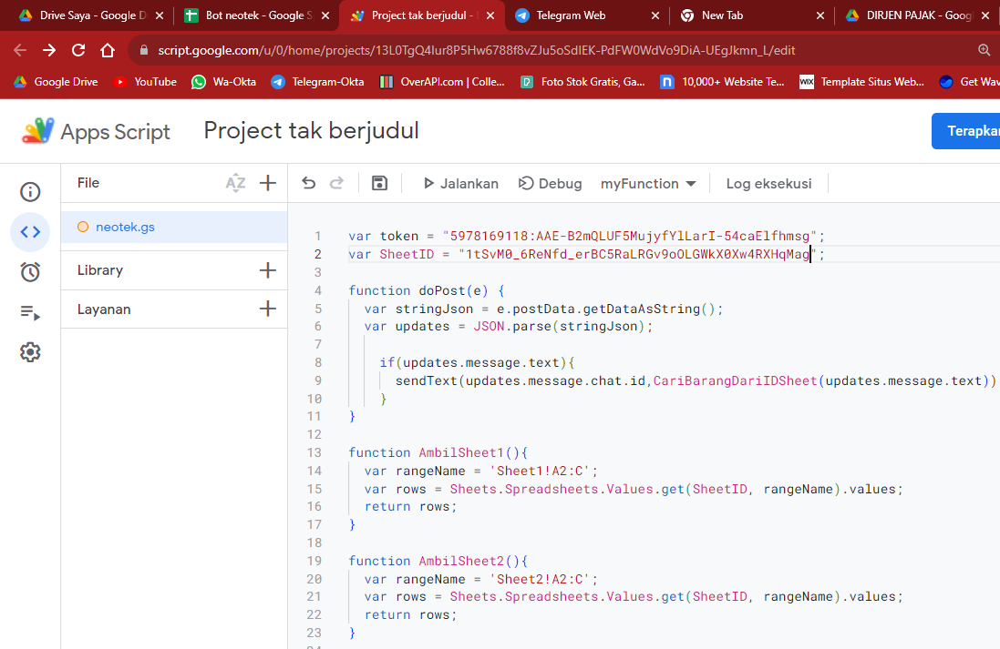 Drive Saya - Google D
Bot neotek - Google S
Project tak berjudul -
Telegram Web
New Tab
DIRJEN PAJAK - Goog
script.google.com/u/0/home/projects/13L0TgQ4lur8P5Hw6788f8vZJu5oSdIEK-PdFW0WdVo9DiA-UEgJkmn_L/edit
Google Drive
YouTube
Wa-Okta
Telegram-Okta
OverAPI.com | Colle...
Foto Stok Gratis, Ga...
10,000+ Website Te...
WIX
Template Situs Web...
Get Wav
Apps Script
Project tak berjudul
Terapkan
File
AZ
Jalankan
Debug
myFunction
Log eksekusi
neotek.gs
Library
Layanan
1 var token = "5978169118:AAE-B2mQLUF5MujyfYlLarI-54caElfhmsg";
2 var SheetID = "1tSvM0_6ReNfd_erBC5RaLRGv9oOLGWkX0Xw4RXHqMag";
3
4 function doPost(e) {
5 var stringJson = e.postData.getDataAsString();
6 var updates = JSON.parse(stringJson);
7
8 if(updates.message.text){
9 sendText(updates.message.chat.id,CariBarangDariIDSheet(updates.message.text))
10 }
11 }
12
13 function AmbilSheet1(){
14 var rangeName = 'Sheet1!A2:C';
15 var rows = Sheets.Spreadsheets.Values.get(SheetID, rangeName).values;
16 return rows;
17 }
18
19 function AmbilSheet2(){
20 var rangeName = 'Sheet2!A2:C';
21 var rows = Sheets.Spreadsheets.Values.get(SheetID, rangeName).values;
22 return rows;
23 }